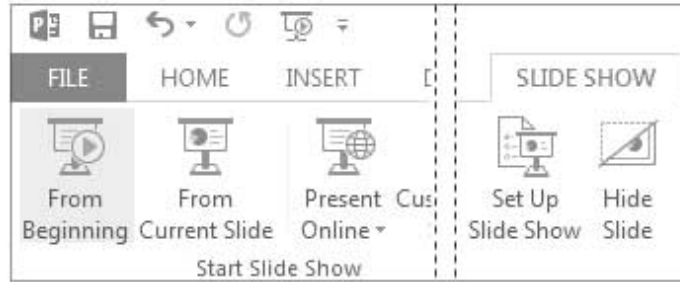 FILE HOME INSERT SLIDE SHOW
From Beginning From Current Slide Present Online Set Up Slide Show Hide Slide
Start Slide Show